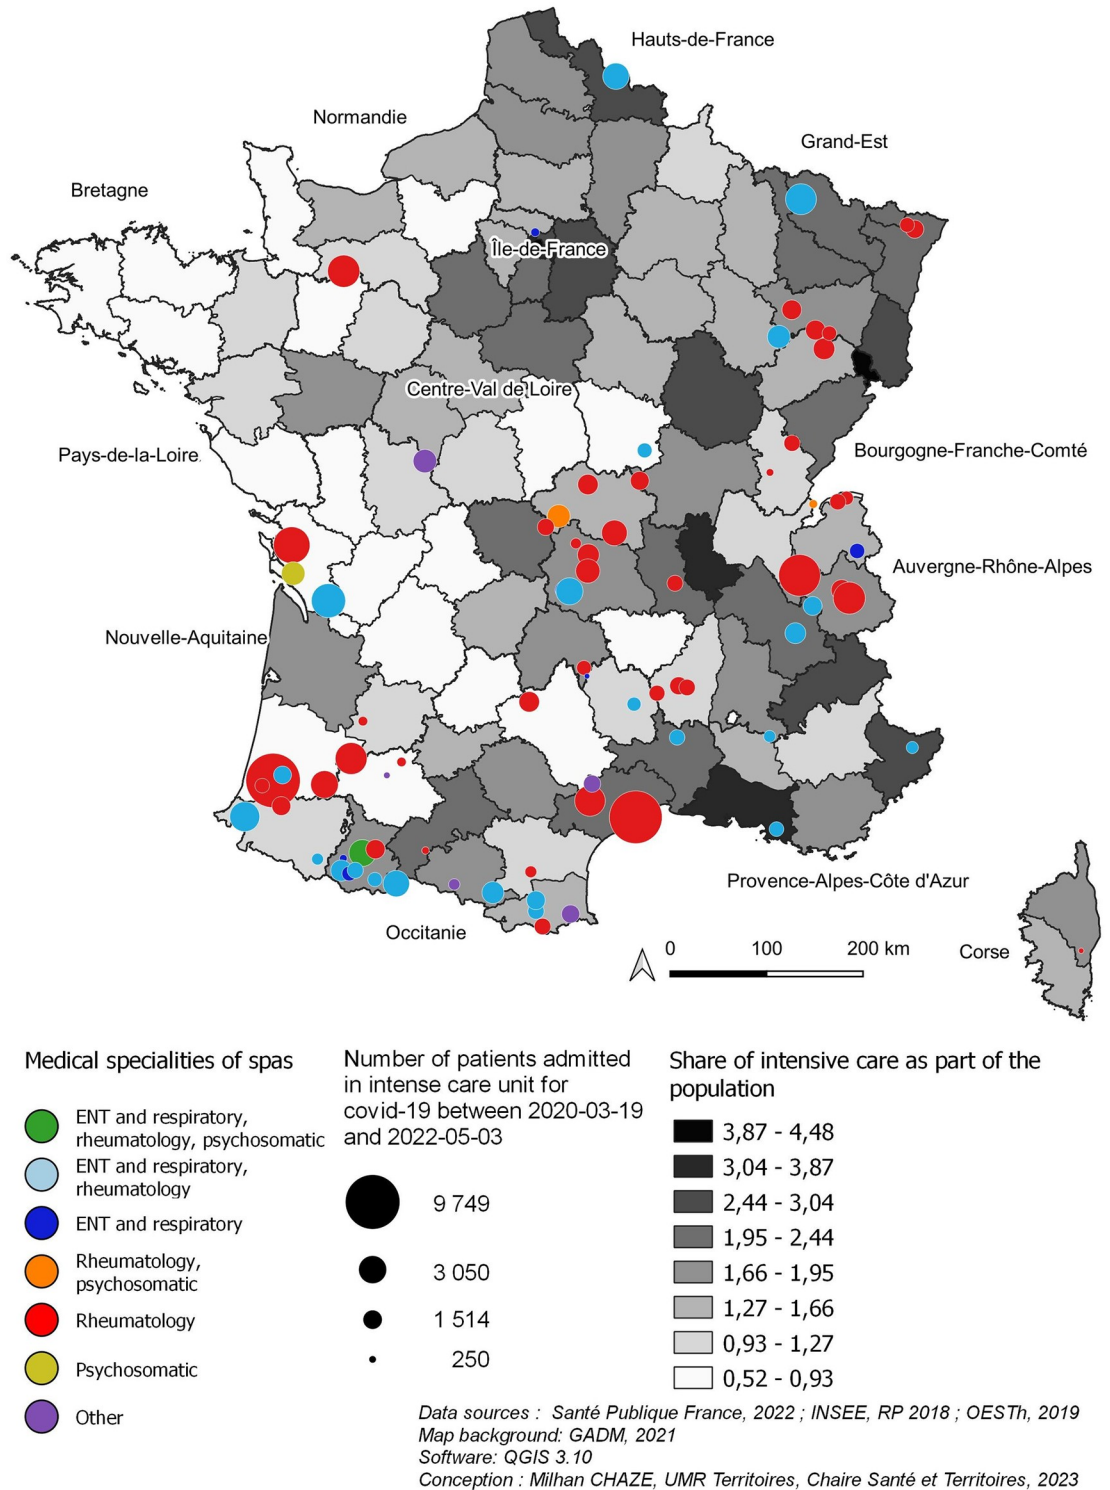 Hauts-de-France
Normandie
Grand-Est
Bretagne
Île-de-France
Centre-Val de Loire
Pays-de-la-Loire
Bourgogne-Franche-Comté
Auvergne-Rhône-Alpes
Nouvelle-Aquitaine
Provence-Alpes-Côte d'Azur
Occitanie
Corse
0 100 200 km
Medical specialities of spas
ENT and respiratory,
rheumatology, psychosomatic
ENT and respiratory,
rheumatology
ENT and respiratory
Rheumatology,
psychosomatic
Rheumatology
Psychosomatic
Other
Number of patients admitted
in intense care unit for
covid-19 between 2020-03-19
and 2022-05-03
9 749
3 050
1 514
250
Share of intensive care as part of the
population
3,87 - 4,48
3,04 - 3,87
2,44 - 3,04
1,95 - 2,44
1,66 - 1,95
1,27 - 1,66
0,93 - 1,27
0,52 - 0,93
Data sources : Santé Publique France, 2022 ; INSEE, RP 2018 ; OESTh, 2019
Map background: GADM, 2021
Software: QGIS 3.10
Conception : Milhan CHAZE, UMR Territoires, Chaire Santé et Territoires, 2023